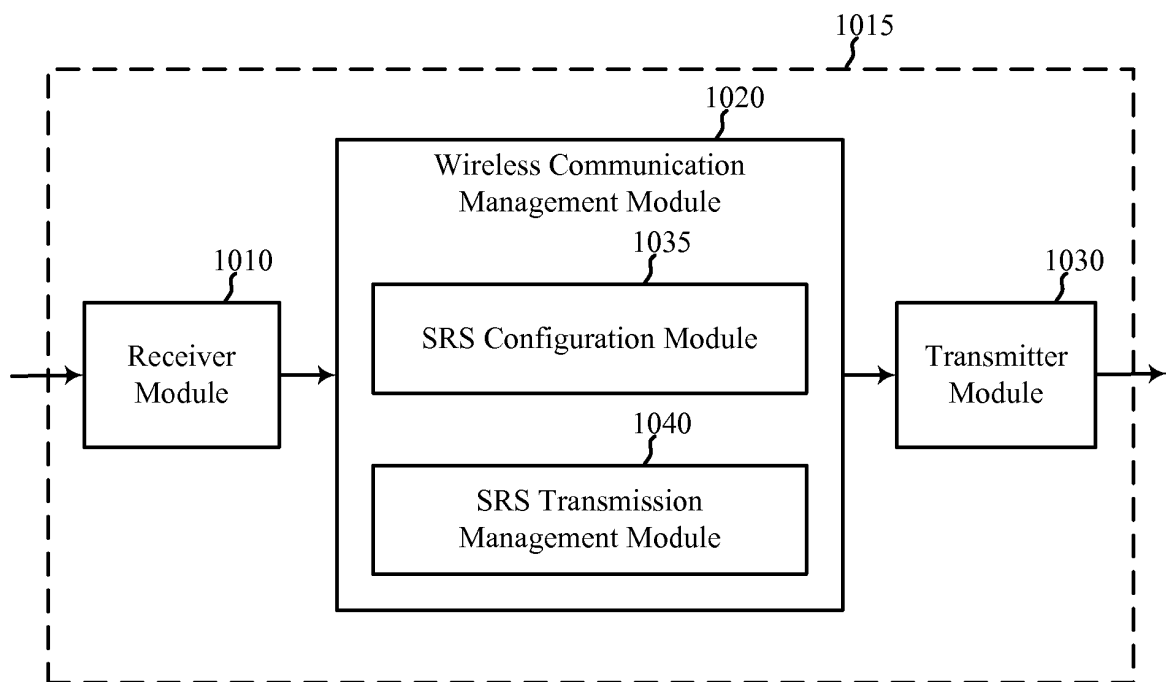 1015
1020
Wireless Communication
Management Module
1035
SRS Configuration Module
1040
SRS Transmission
Management Module
1010
Receiver
Module
1030
Transmitter
Module